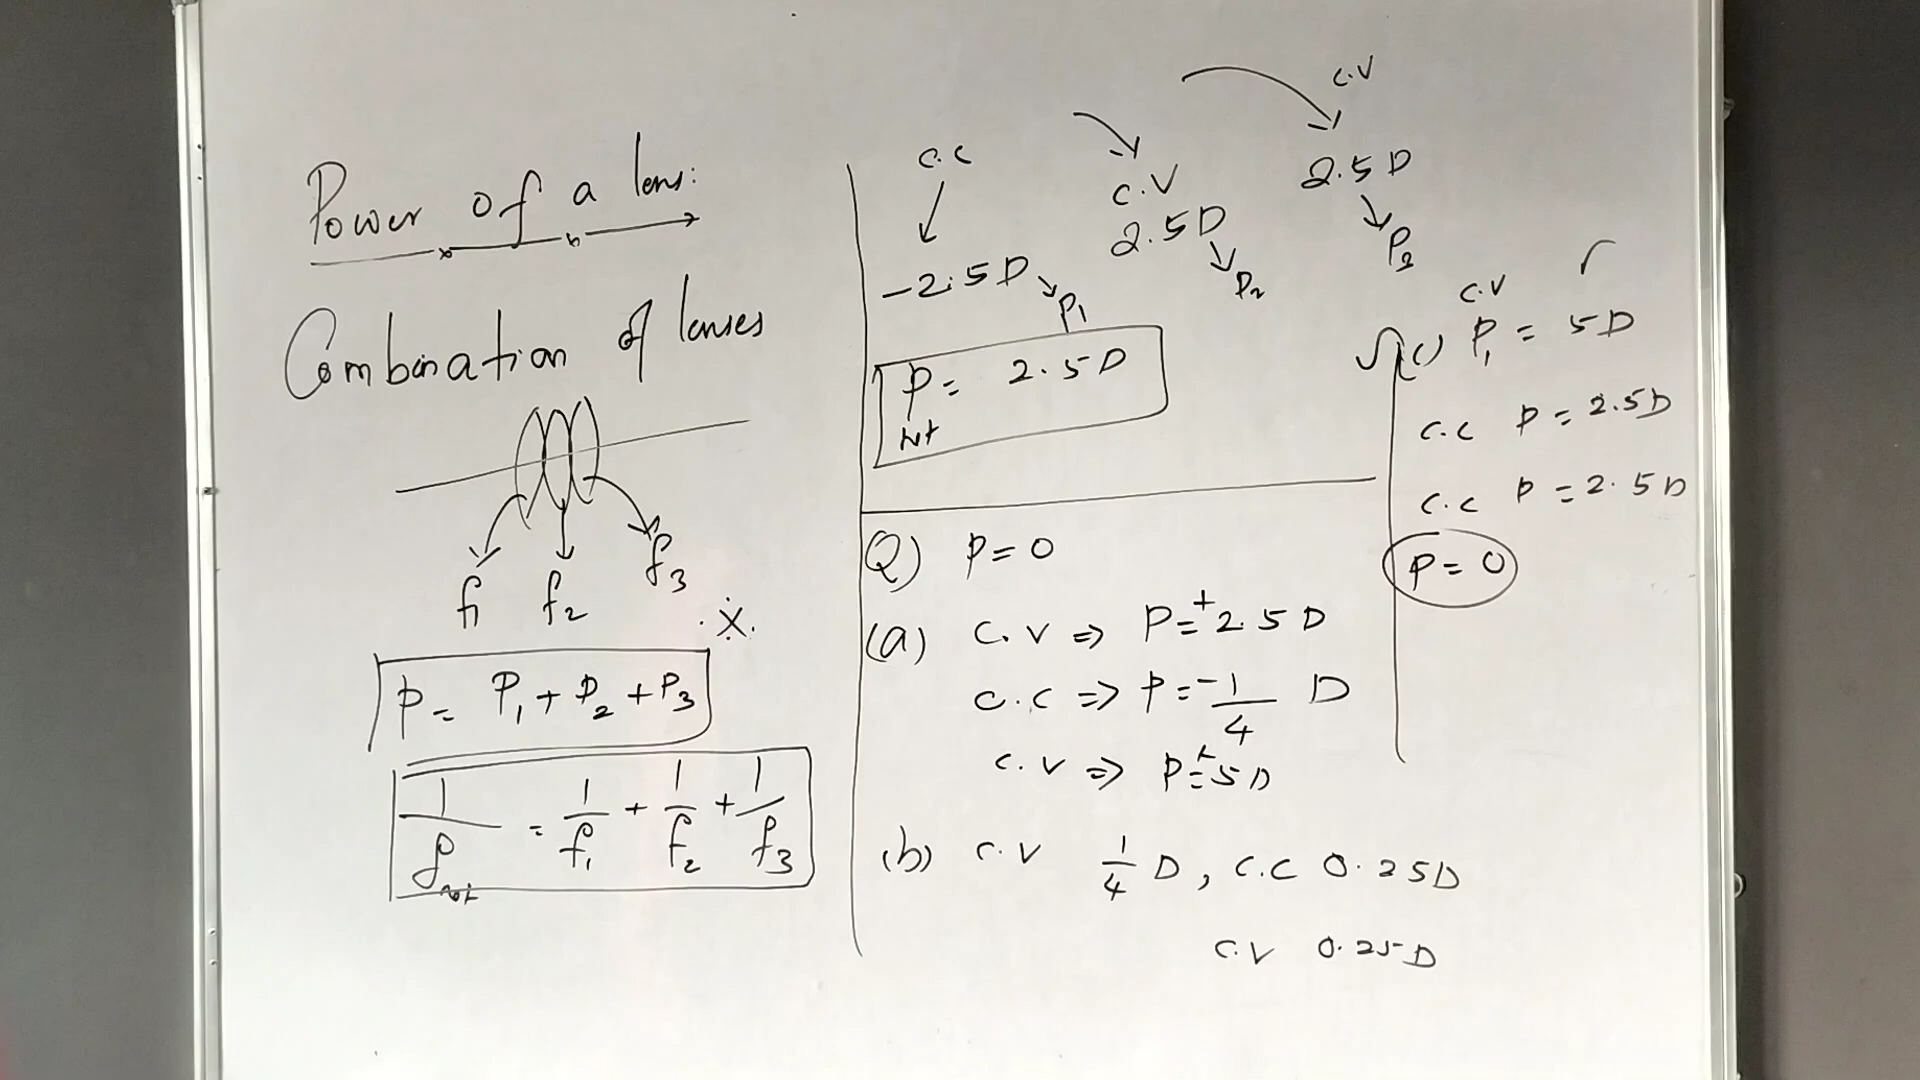 Power of a lens:
Combination of lenses
f1 f2 f3
P = P1 + P2 + P3
1/fnet = 1/f1 + 1/f2 + 1/f3
C.C
-2.5D
P1
C.V
2.5D
P2
C.V
2.5D
P3
Pnet = 2.5D
Q) P=0
(a) C.V ⇒ P=+2.5D
C.C ⇒ P=-1/4 D
C.V ⇒ P=+5D
(b) C.V 1/4 D, C.C 0.25D
C.V 0.25D
C.V
(c) P1 = 5D
C.C P = 2.5D
C.C P = 2.5D
P=0